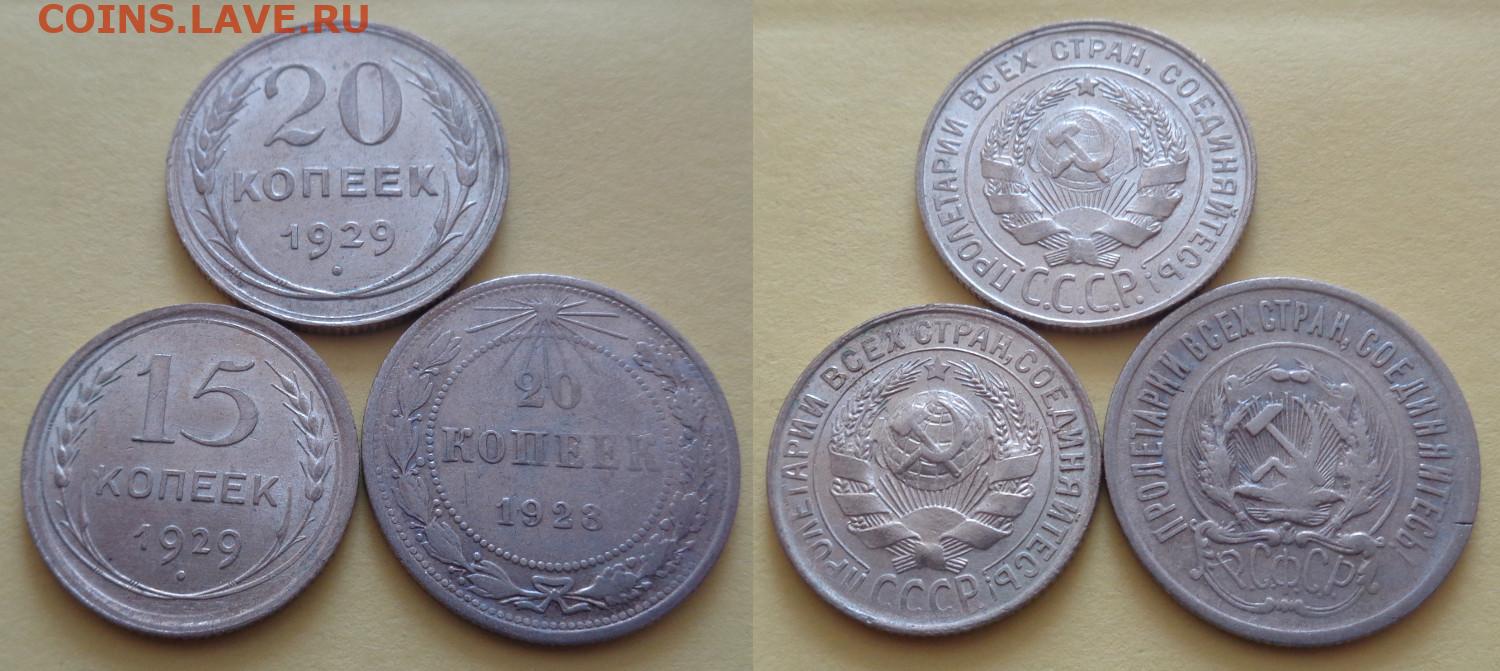 COINS.LAVE.RU
20
КОПЕЕК
1929
15
КОПЕЕК
1929
20
КОПЕЕК
1923
ПРОЛЕТАРИИ ВСЕХ СТРАН, СОЕДИНЯЙТЕСЬ!
С.С.С.Р.
ПРОЛЕТАРИИ ВСЕХ СТРАН, СОЕДИНЯЙТЕСЬ!
С.С.С.Р.
ПРОЛЕТАРИИ ВСЕХ СТРАН, СОЕДИНЯЙТЕСЬ
Р.С.Ф.С.Р.